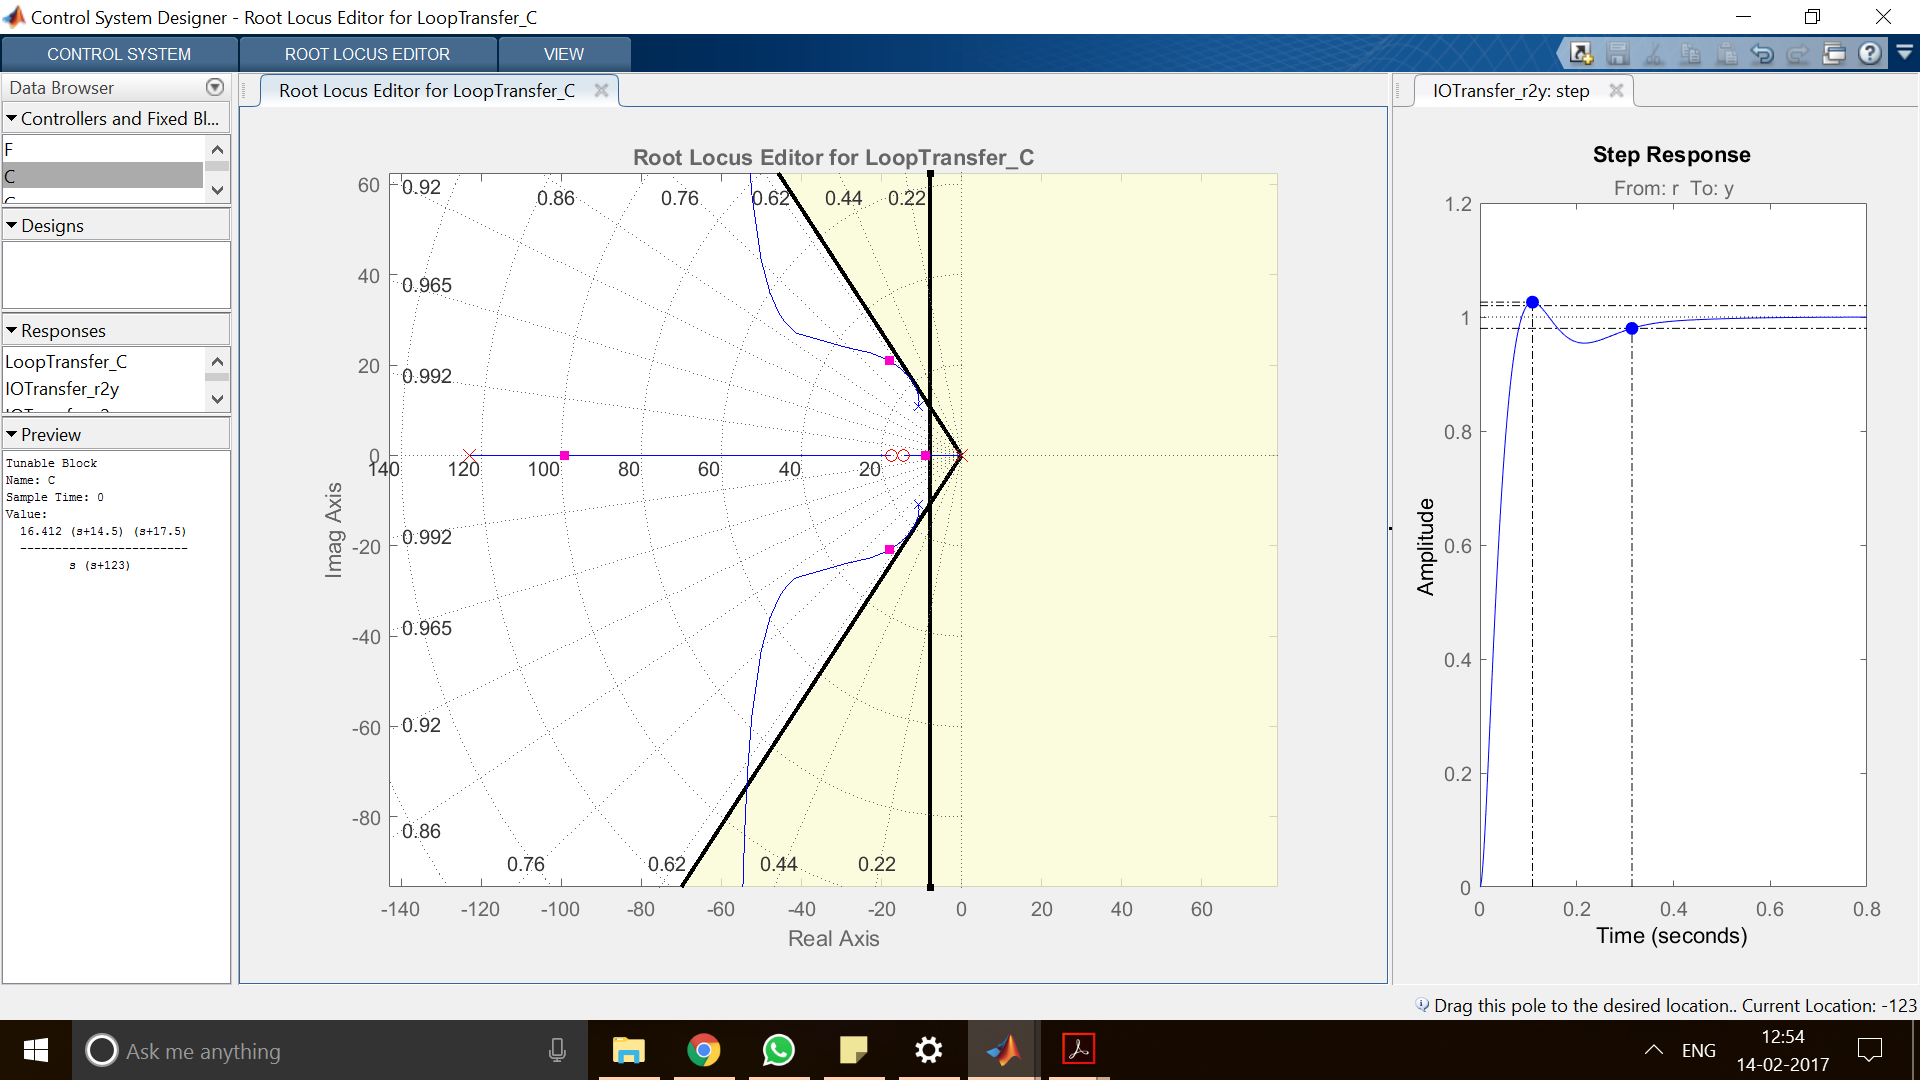 Control System Designer - Root Locus Editor for LoopTransfer_C
CONTROL SYSTEM
ROOT LOCUS EDITOR
VIEW
Data Browser
Controllers and Fixed Bl...
F
C
Designs
Responses
LoopTransfer_C
IOTransfer_r2y
Preview
Tunable Block
Name: C
Sample Time: 0
Value:
16.412 (s+14.5) (s+17.5)
------------------------
s (s+123)
Root Locus Editor for LoopTransfer_C
Root Locus Editor for LoopTransfer_C
60
40
20
0
-20
-40
-60
-80
Imag Axis
0.92
0.86
0.76
0.62
0.44
0.22
0.965
0.992
140
120
100
80
60
40
20
0.992
0.965
0.92
0.86
0.76
0.62
0.44
0.22
-140
-120
-100
-80
-60
-40
-20
0
20
40
60
Real Axis
IOTransfer_r2y: step
Step Response
From: r To: y
1.2
1
0.8
0.6
0.4
0.2
0
Amplitude
0
0.2
0.4
0.6
0.8
Time (seconds)
Drag this pole to the desired location.. Current Location: -123
Ask me anything
ENG
12:54
14-02-2017